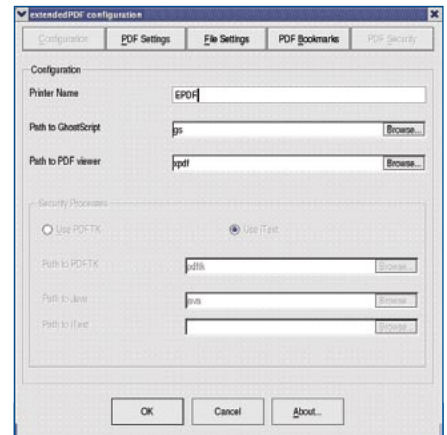 extendedPDF configuration
Configuration PDF Settings File Settings PDF Bookmarks PDF Security
Configuration
Printer Name EPDF
Path to GhostScript gs Browse...
Path to PDF viewer xpdf Browse...
Security Processes
Use PDFTK Use iText
Path to PDFTK pdftk Browse...
Path to Java java Browse...
Path to iText Browse...
OK Cancel About...